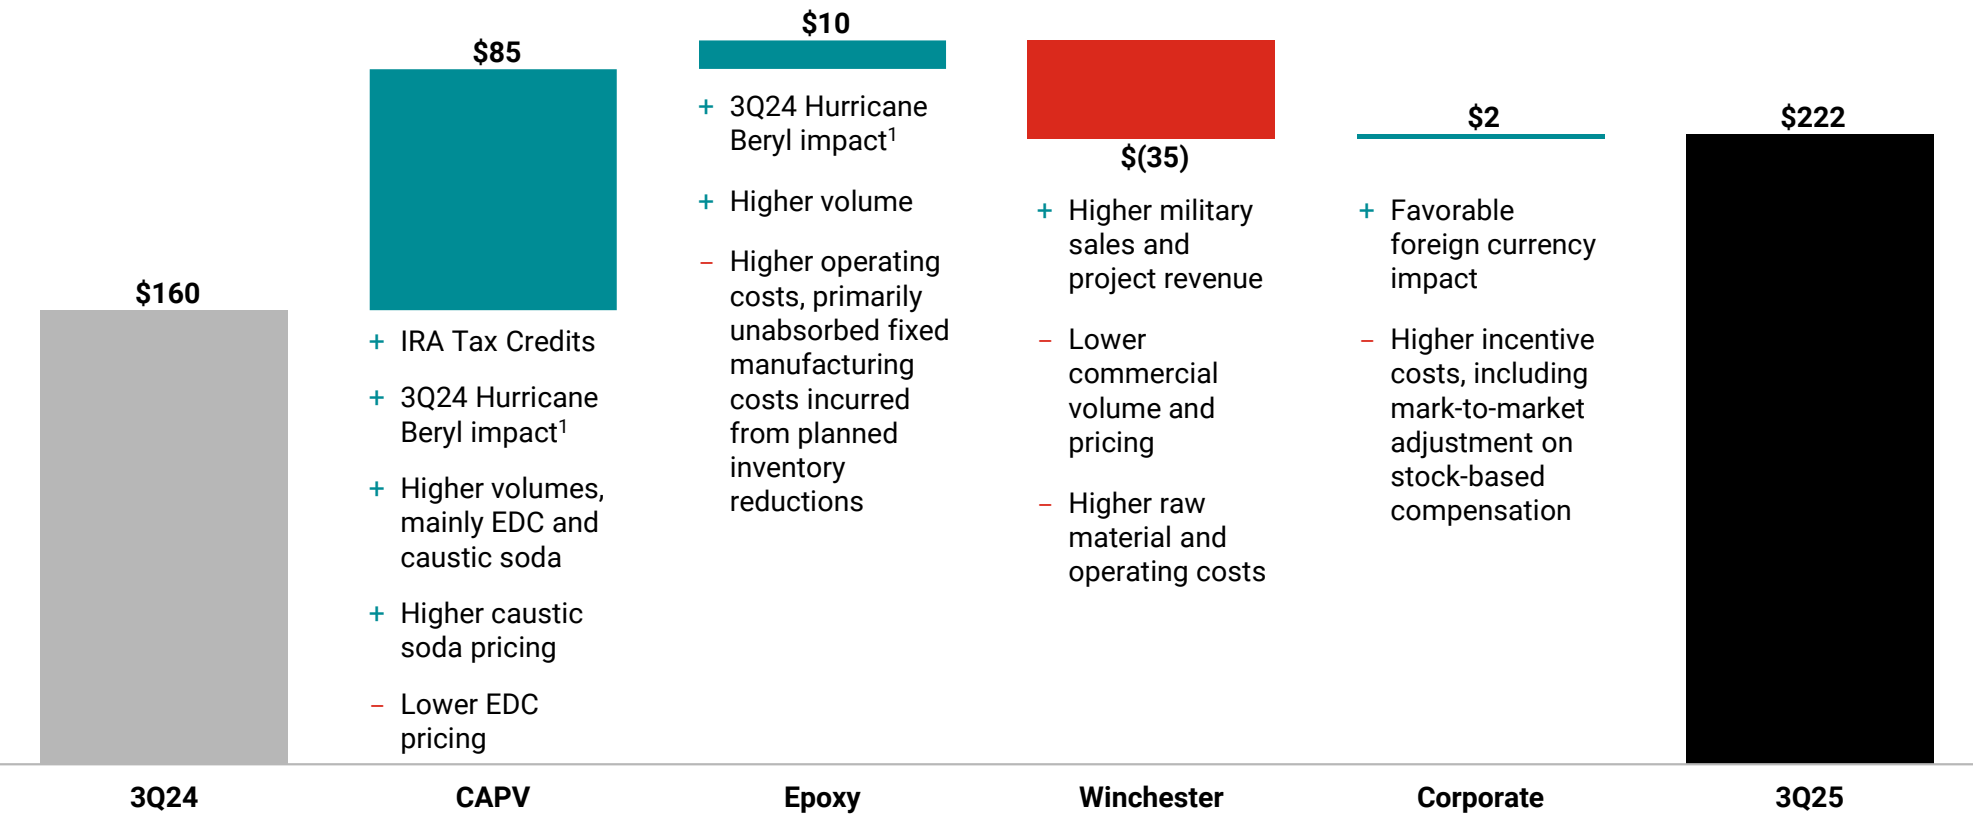 $160
3Q24
$85
+ IRA Tax Credits
+ 3Q24 Hurricane
Beryl impact¹
+ Higher volumes,
mainly EDC and
caustic soda
+ Higher caustic
soda pricing
– Lower EDC
pricing
CAPV
$10
+ 3Q24 Hurricane
Beryl impact¹
+ Higher volume
– Higher operating
costs, primarily
unabsorbed fixed
manufacturing
costs incurred
from planned
inventory
reductions
Epoxy
$(35)
+ Higher military
sales and
project revenue
– Lower
commercial
volume and
pricing
– Higher raw
material and
operating costs
Winchester
$2
+ Favorable
foreign currency
impact
– Higher incentive
costs, including
mark-to-market
adjustment on
stock-based
compensation
Corporate
$222
3Q25